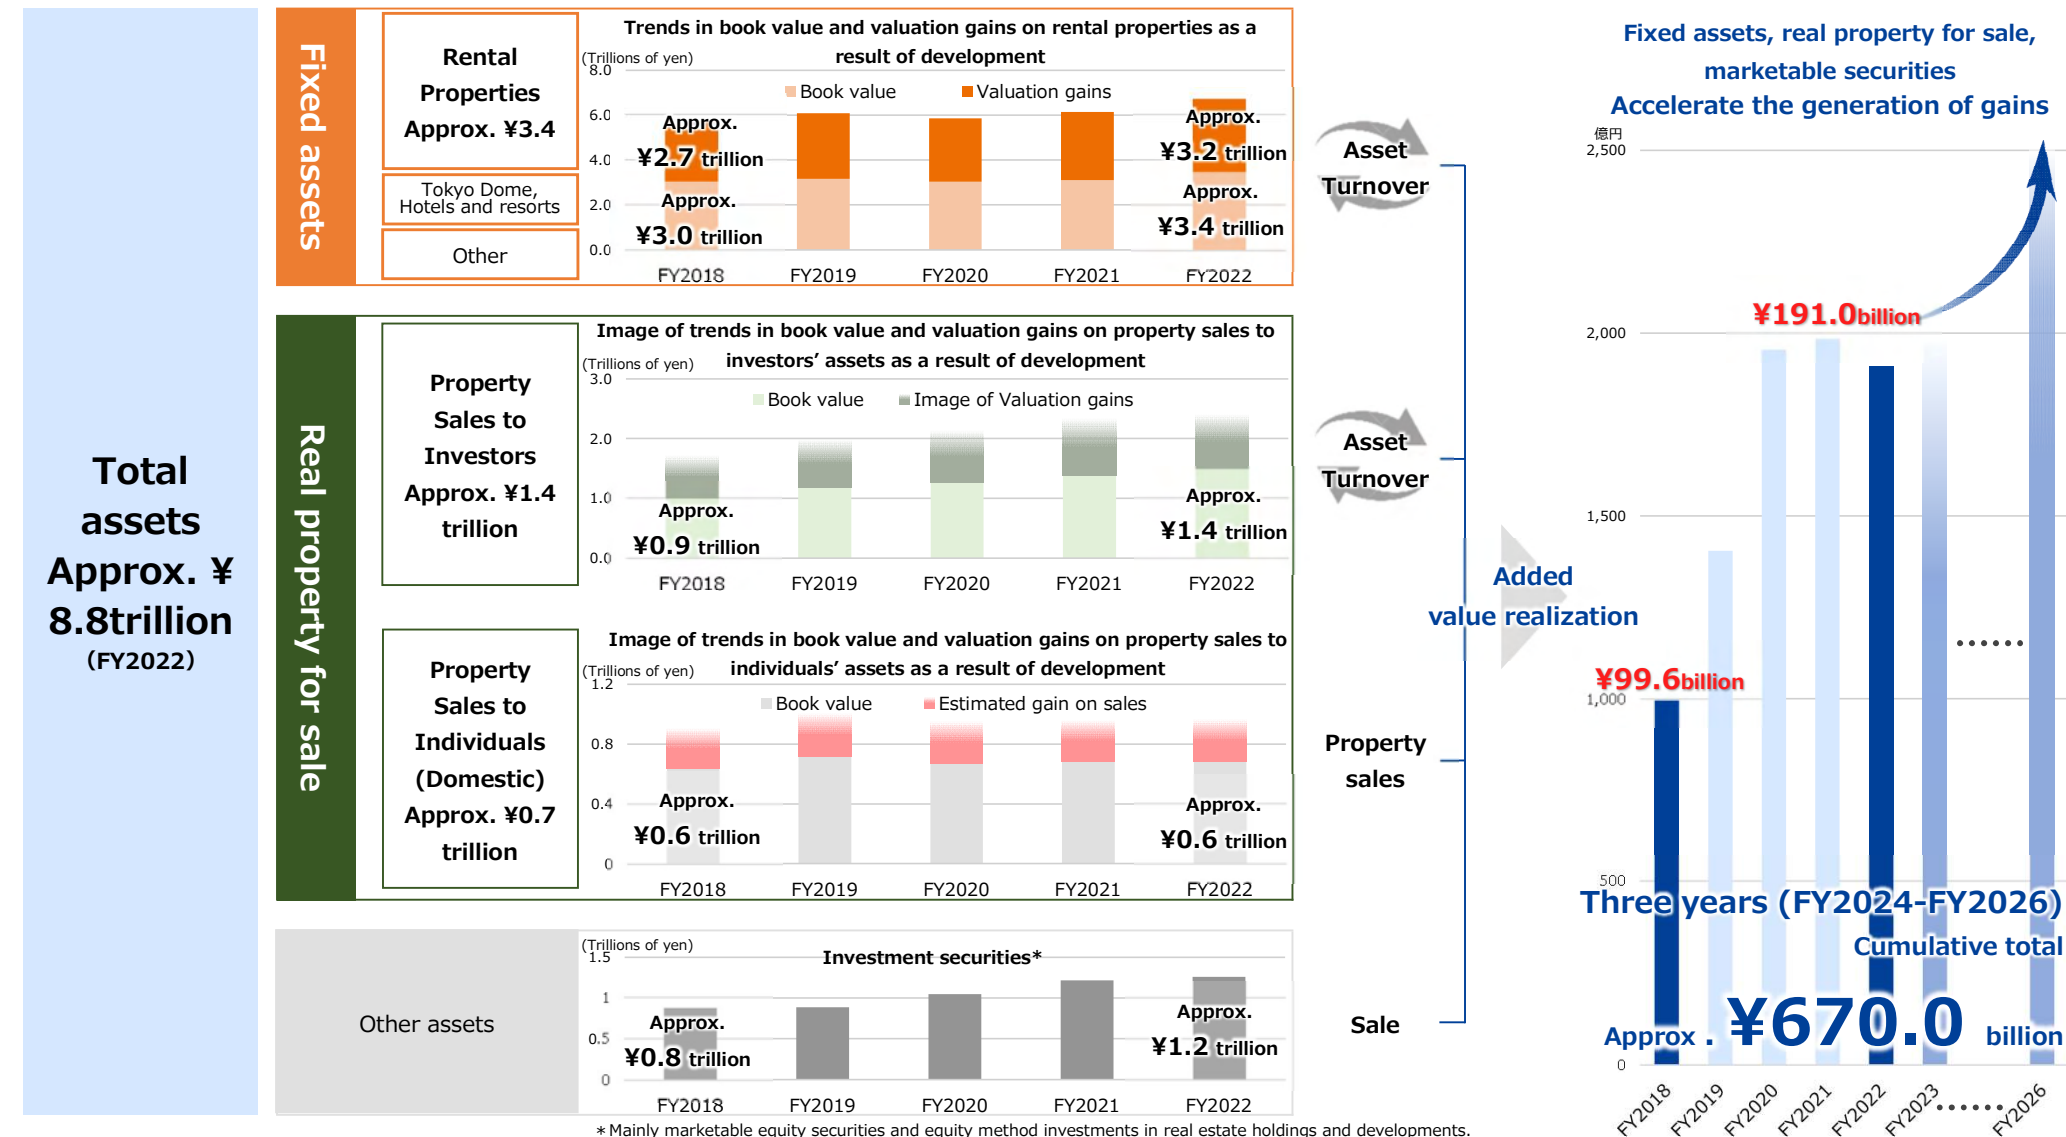 Total
assets
Approx. ¥
8.8trillion
（FY2022）
Fixed assets
Rental
Properties
Approx. ¥3.4
Tokyo Dome,
Hotels and resorts
Other
Trends in book value and valuation gains on rental properties as a
result of development
(Trillions of yen)
Book value
Valuation gains
8.0
6.0
4.0
2.0
0.0
Approx.
¥2.7 trillion
Approx.
¥3.0 trillion
Approx.
¥3.2 trillion
Approx.
¥3.4 trillion
FY2018
FY2019
FY2020
FY2021
FY2022
Real property for sale
Property
Sales to
Investors
Approx. ¥1.4
trillion
Image of trends in book value and valuation gains on property sales to
investors’ assets as a result of development
(Trillions of yen)
Book value
Image of Valuation gains
3.0
2.0
1.0
0.0
Approx.
¥0.9 trillion
Approx.
¥1.4 trillion
FY2018
FY2019
FY2020
FY2021
FY2022
Property
Sales to
Individuals
(Domestic)
Approx. ¥0.7
trillion
Image of trends in book value and valuation gains on property sales to
individuals’ assets as a result of development
(Trillions of yen)
Book value
Estimated gain on sales
1.2
0.8
0.4
0
Approx.
¥0.6 trillion
Approx.
¥0.6 trillion
FY2018
FY2019
FY2020
FY2021
FY2022
Other assets
(Trillions of yen)
Investment securities*
1.5
1
0.5
0
Approx.
¥0.8 trillion
Approx.
¥1.2 trillion
FY2018
FY2019
FY2020
FY2021
FY2022
＊Mainly marketable equity securities and equity method investments in real estate holdings and developments.
Asset
Turnover
Asset
Turnover
Property
sales
Sale
Added
value realization
Fixed assets, real property for sale,
marketable securities
Accelerate the generation of gains
億円
2,500
2,000
1,500
1,000
500
0
¥191.0billion
¥99.6billion
······
Three years (FY2024-FY2026)
Cumulative total
Approx . ¥670.0 billion
FY2018
FY2019
FY2020
FY2021
FY2022
FY2023
······
FY2026